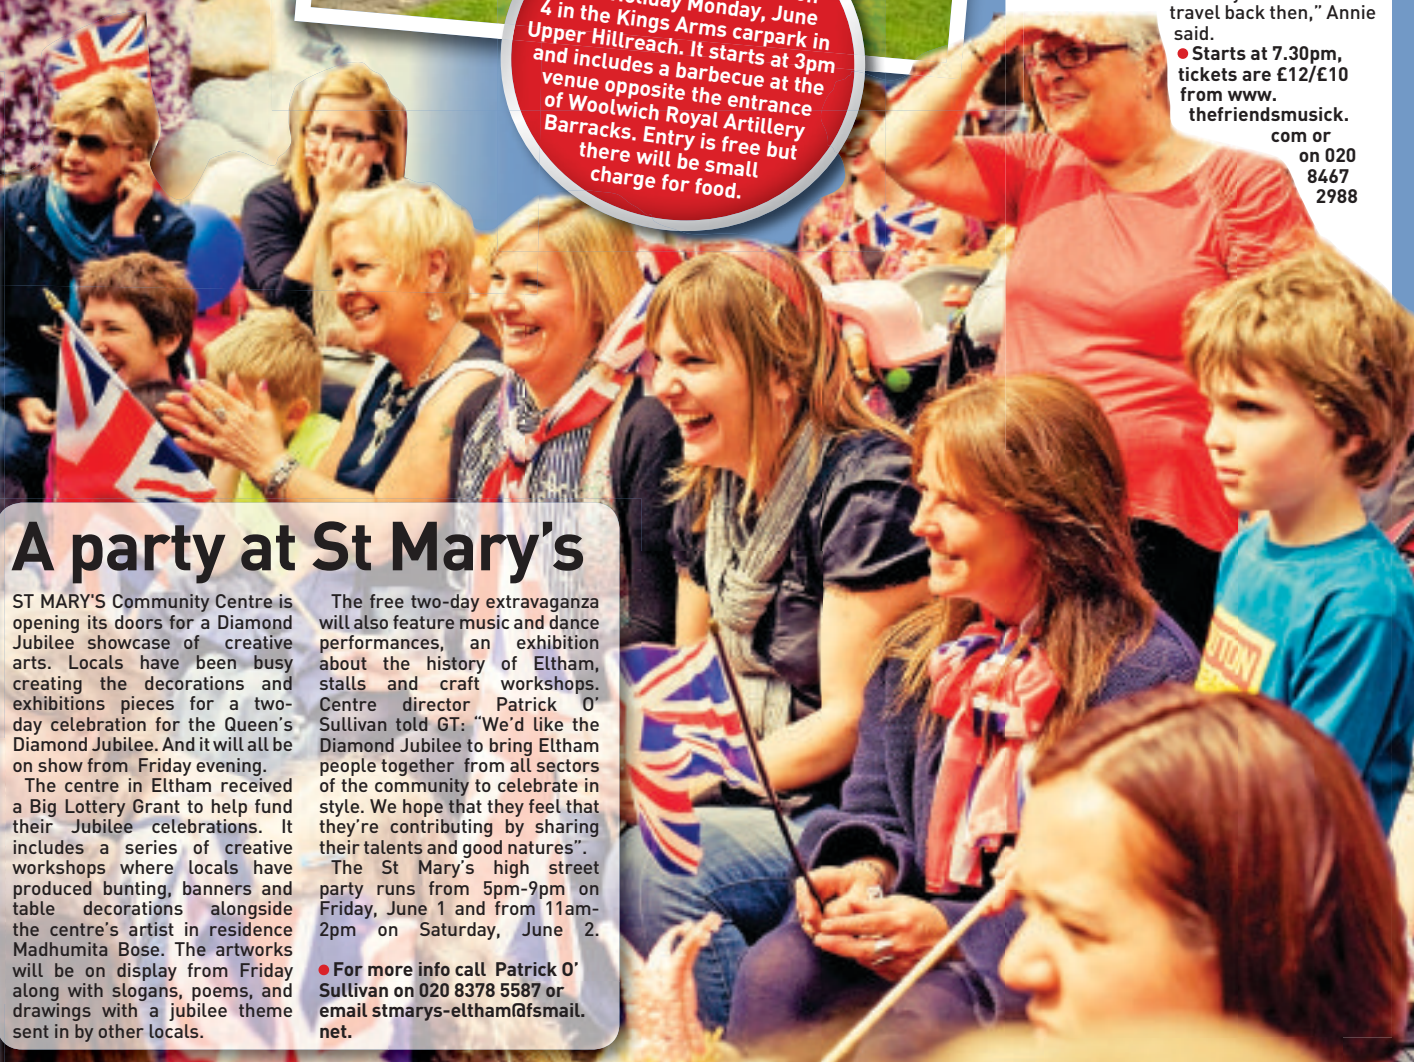 holiday Monday, June
4 in the Kings Arms carpark in
Upper Hillreach. It starts at 3pm
and includes a barbecue at the
venue opposite the entrance
of Woolwich Royal Artillery
Barracks. Entry is free but
there will be small
charge for food.
travel back then,” Annie
said.
● Starts at 7.30pm,
tickets are £12/£10
from www.
thefriendsmusick.
com or
on 020
8467
2988
A party at St Mary’s
ST MARY'S Community Centre is
opening its doors for a Diamond
Jubilee showcase of creative
arts. Locals have been busy
creating the decorations and
exhibitions pieces for a two-
day celebration for the Queen’s
Diamond Jubilee. And it will all be
on show from Friday evening.
The centre in Eltham received
a Big Lottery Grant to help fund
their Jubilee celebrations. It
includes a series of creative
workshops where locals have
produced bunting, banners and
table decorations alongside
the centre’s artist in residence
Madhumita Bose. The artworks
will be on display from Friday
along with slogans, poems, and
drawings with a jubilee theme
sent in by other locals.
The free two-day extravaganza
will also feature music and dance
performances, an exhibition
about the history of Eltham,
stalls and craft workshops.
Centre director Patrick O’
Sullivan told GT: “We’d like the
Diamond Jubilee to bring Eltham
people together from all sectors
of the community to celebrate in
style. We hope that they feel that
they’re contributing by sharing
their talents and good natures”.
The St Mary’s high street
party runs from 5pm-9pm on
Friday, June 1 and from 11am-
2pm on Saturday, June 2.
● For more info call Patrick O’
Sullivan on 020 8378 5587 or
email stmarys-eltham@fsmail.
net.